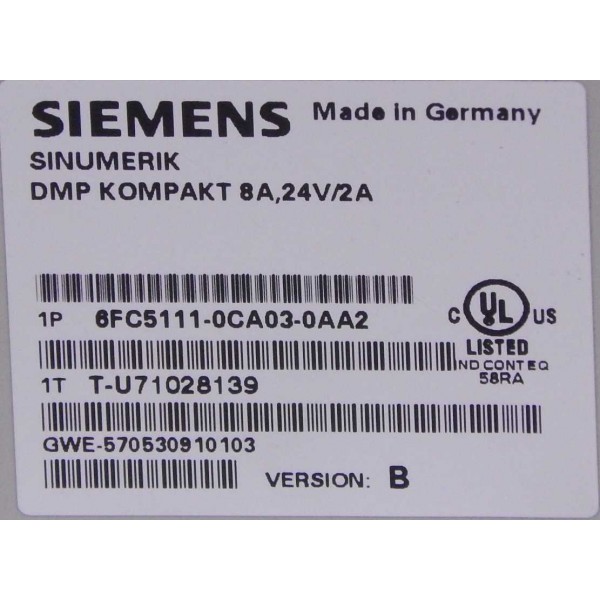 SIEMENS Made in Germany
SINUMERIK
DMP KOMPAKT 8A,24V/2A
1P 6FC5111-0CA03-0AA2
C UL US
LISTED
IND CONT EQ
58RA
1T T-U71028139
GWE-570530910103
VERSION: B